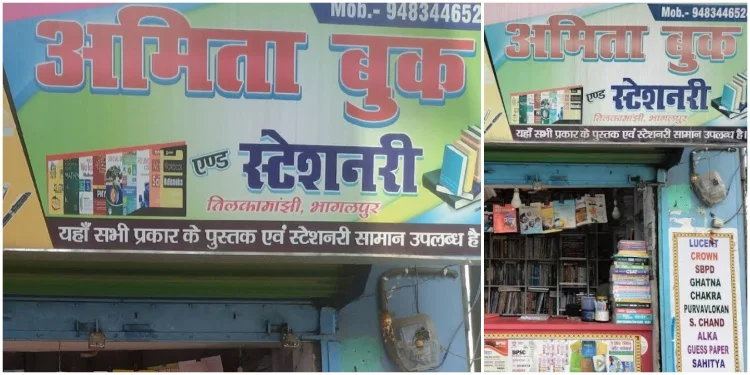 Mob.- 948344652
अमिता बुक
एण्ड स्टेशनरी
तिलकामांझी, भागलपुर
यहाँ सभी प्रकार के पुस्तक एवं स्टेशनरी सामान उपलब्ध है
Mob.- 948344652
अमिता बुक
एण्ड स्टेशनरी
तिलकामांझी, भागलपुर
यहाँ सभी प्रकार के पुस्तक एवं स्टेशनरी सामान उपलब्ध है।
LUCENT
CROWN
SBPD
GHATNA
CHAKRA
PURVAVLOKAN
S. CHAND
ALKA
GUESS PAPER
SAHITYA
BPSC